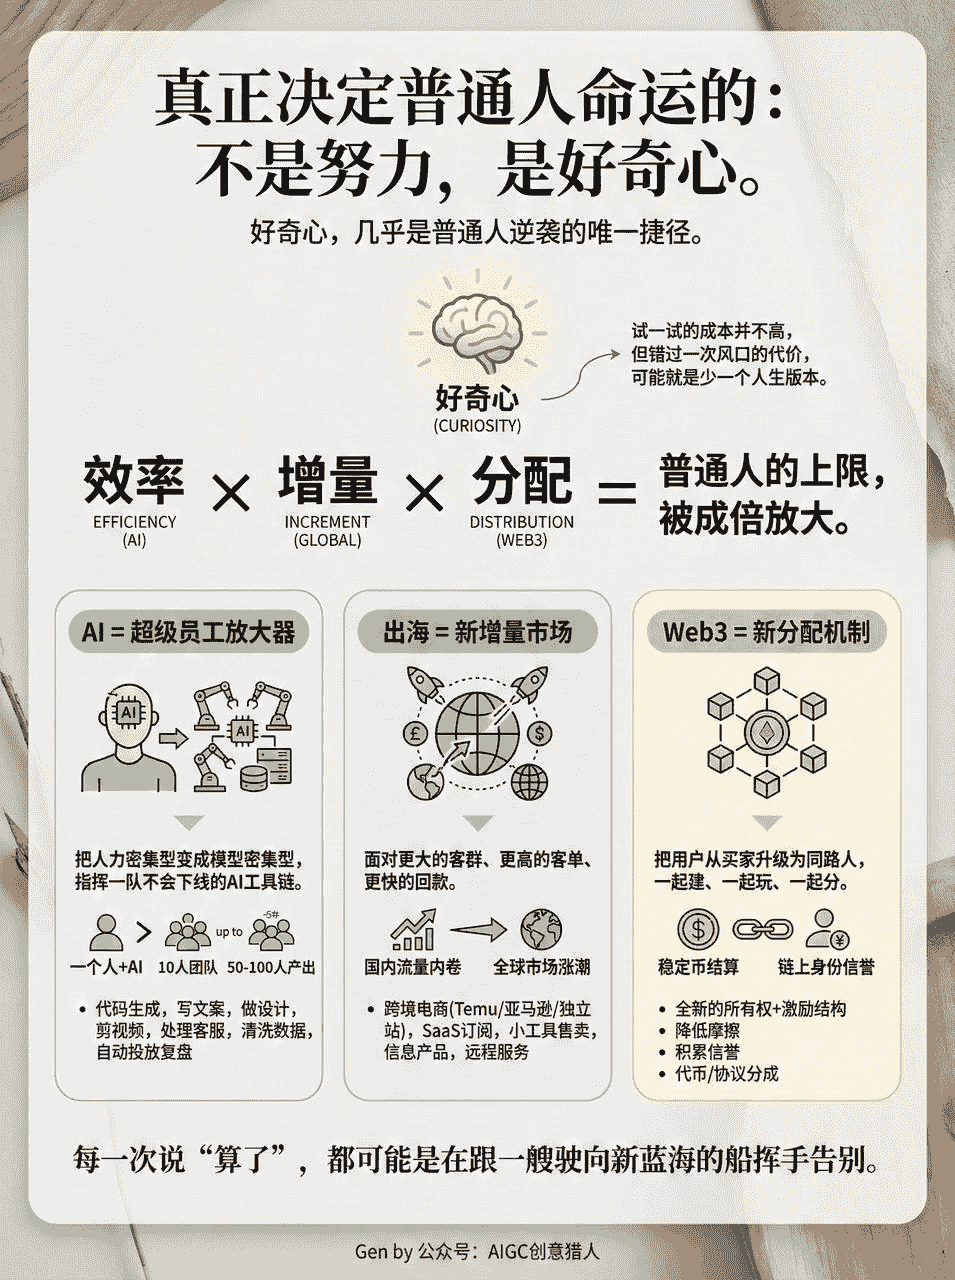 真正决定普通人命运的：
不是努力，是好奇心。
好奇心，几乎是普通人逆袭的唯一捷径。
试一试的成本并不高，
但错过一次风口的代价，
可能就是少一个人生版本。
好奇心
(CURIOSITY)
效率 × 增量 × 分配 = 普通人的上限，
被成倍放大。
EFFICIENCY
(AI)
INCREMENT
(GLOBAL)
DISTRIBUTION
(WEB3)
AI = 超级员工放大器
AI
AI
把人力密集型变成模型密集型，
指挥一队不会下线的AI工具链。
>
up to
-5#
一个人+AI 10人团队 50-100人产出
• 代码生成，写文案，做设计，
剪视频，处理客服，清洗数据，
自动投放复盘
出海 = 新增量市场
£
$
面对更大的客群、更高的客单、
更快的回款。
国内流量内卷 全球市场涨潮
• 跨境电商(Temu/亚马逊/独立
站)，SaaS订阅，小工具售卖，
信息产品，远程服务
Web3 = 新分配机制
把用户从买家升级为同路人，
一起建、一起玩、一起分。
$
¥
稳定币结算 链上身份信誉
• 全新的所有权+激励结构
• 降低摩擦
• 积累信誉
• 代币/协议分成
每一次说“算了”，都可能是在跟一艘驶向新蓝海的船挥手告别。
Gen by 公众号：AIGC创意猎人